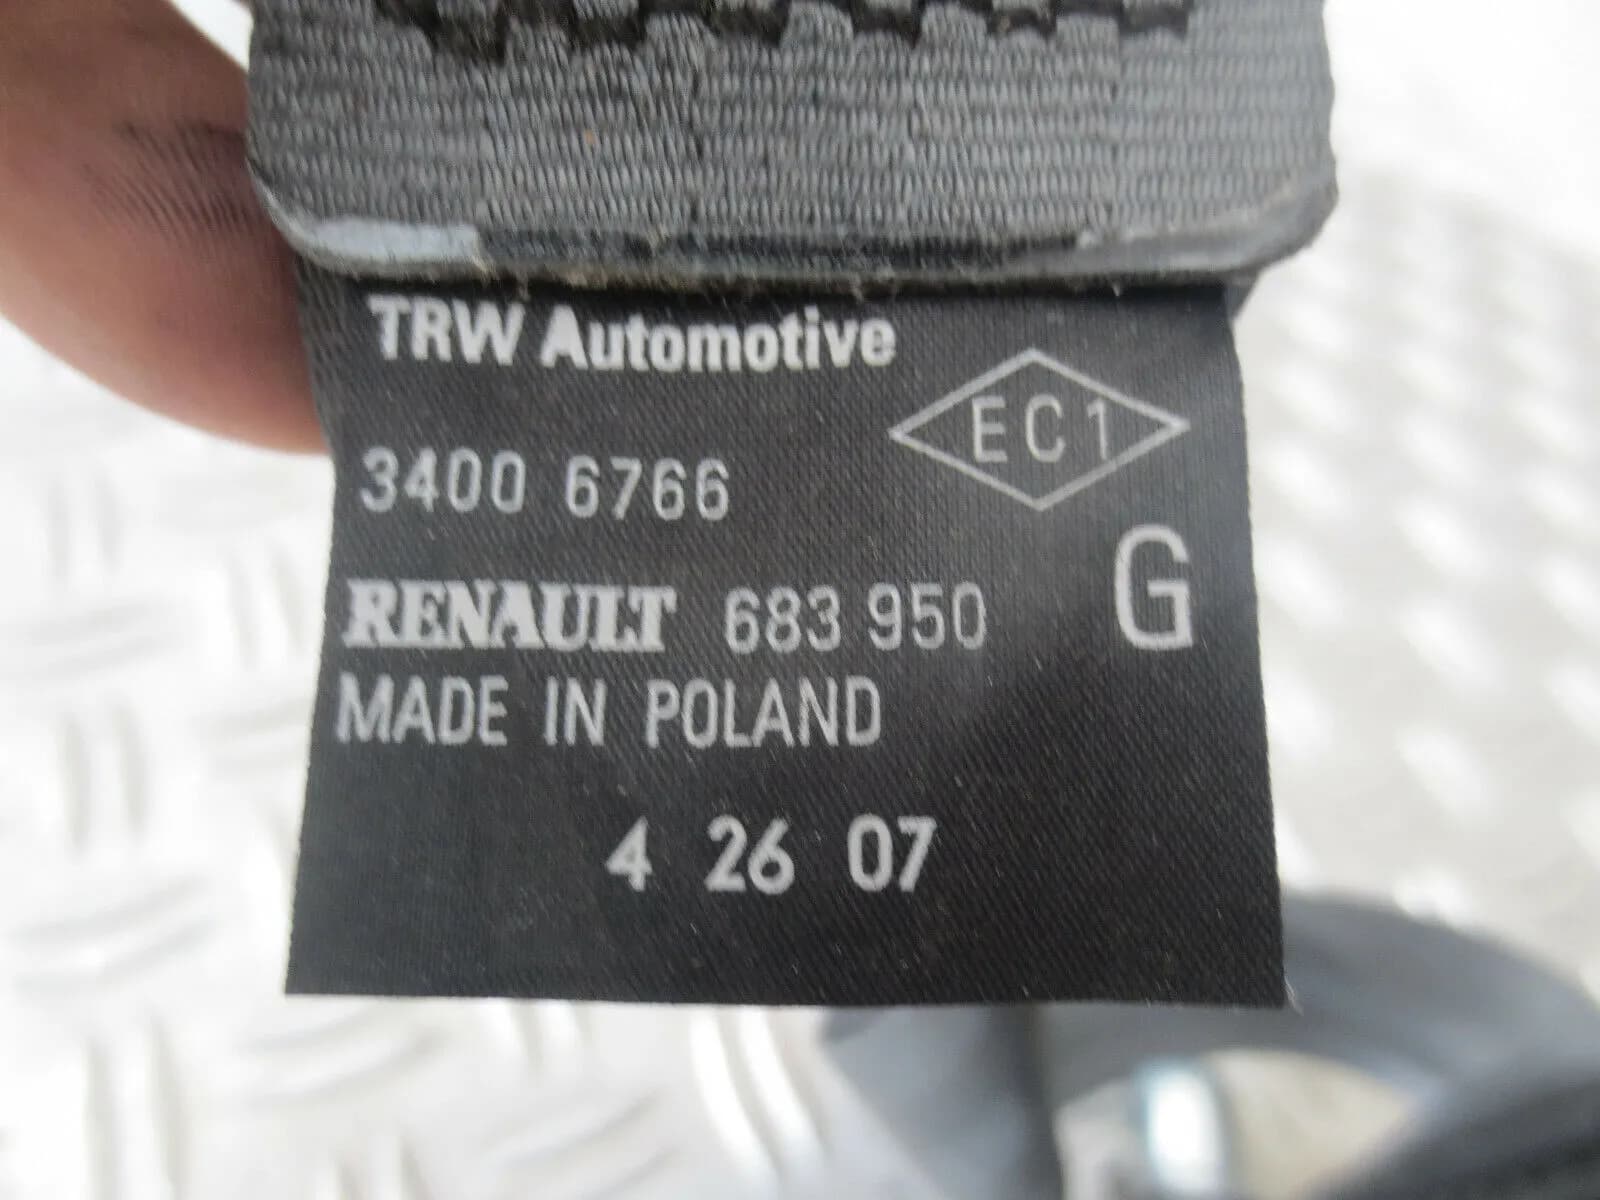 TRW Automotive
EC1
3400 6766
G
RENAULT 683 950
MADE IN POLAND
4 26 07